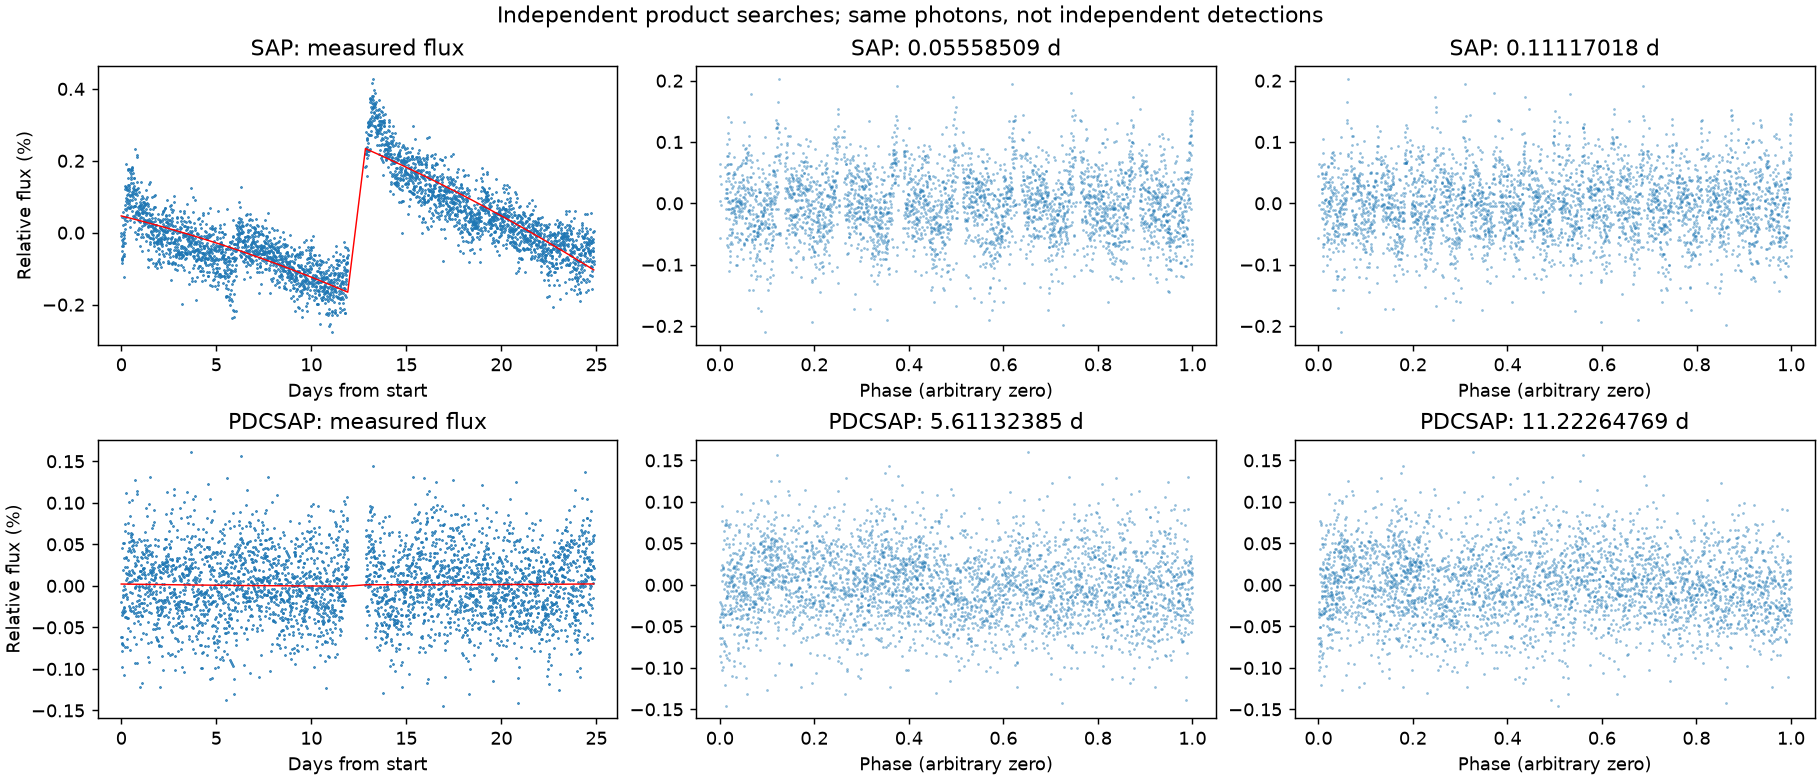 Independent product searches; same photons, not independent detections
SAP: measured flux
SAP: 0.05558509 d
SAP: 0.11117018 d
Relative flux (%)
0.4
0.2
0.0
−0.2
0 5 10 15 20 25
Days from start
0.2
0.1
0.0
−0.1
−0.2
0.0 0.2 0.4 0.6 0.8 1.0
Phase (arbitrary zero)
0.2
0.1
0.0
−0.1
−0.2
0.0 0.2 0.4 0.6 0.8 1.0
Phase (arbitrary zero)
PDCSAP: measured flux
PDCSAP: 5.61132385 d
PDCSAP: 11.22264769 d
Relative flux (%)
0.15
0.10
0.05
0.00
−0.05
−0.10
−0.15
0 5 10 15 20 25
Days from start
0.15
0.10
0.05
0.00
−0.05
−0.10
−0.15
0.0 0.2 0.4 0.6 0.8 1.0
Phase (arbitrary zero)
0.15
0.10
0.05
0.00
−0.05
−0.10
−0.15
0.0 0.2 0.4 0.6 0.8 1.0
Phase (arbitrary zero)